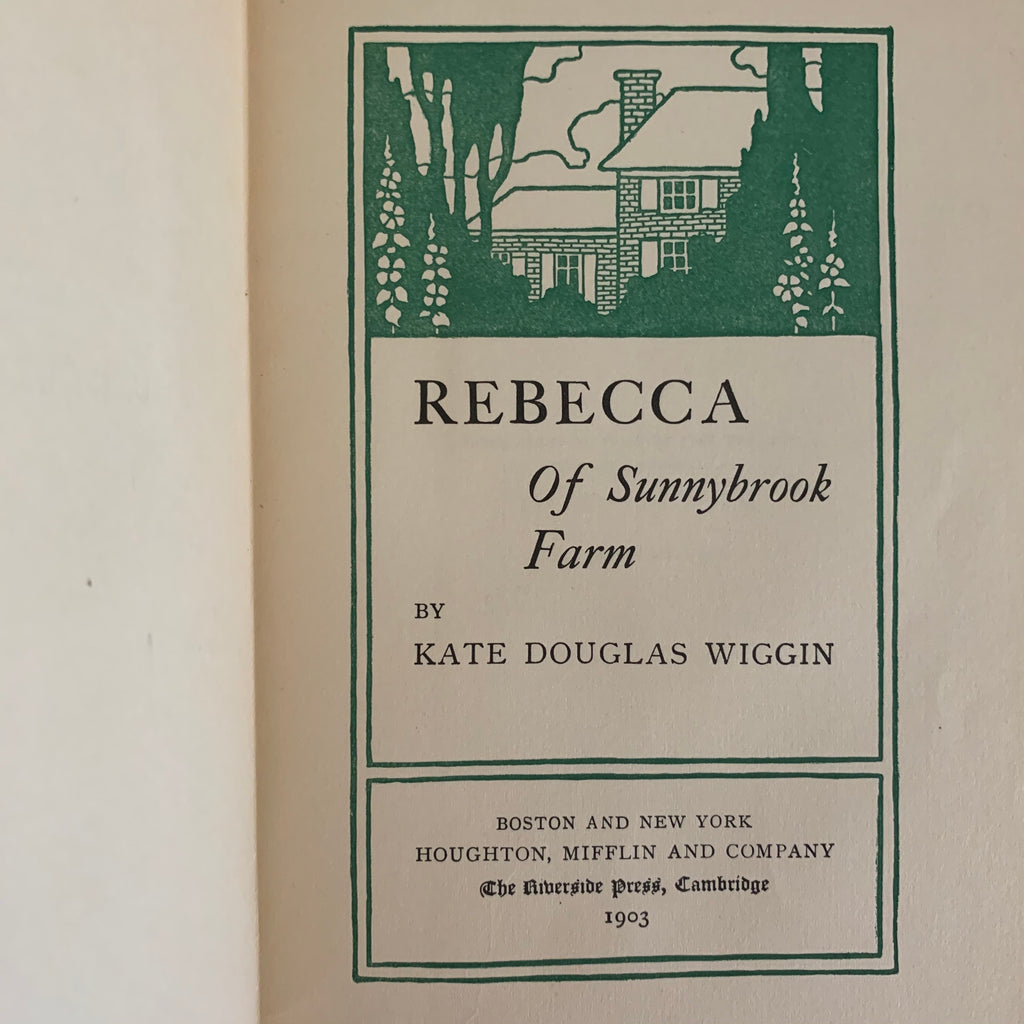 REBECCA
Of Sunnybrook
Farm
BY
KATE DOUGLAS WIGGIN
BOSTON AND NEW YORK
HOUGHTON, MIFFLIN AND COMPANY
The Riverside Press, Cambridge
1903